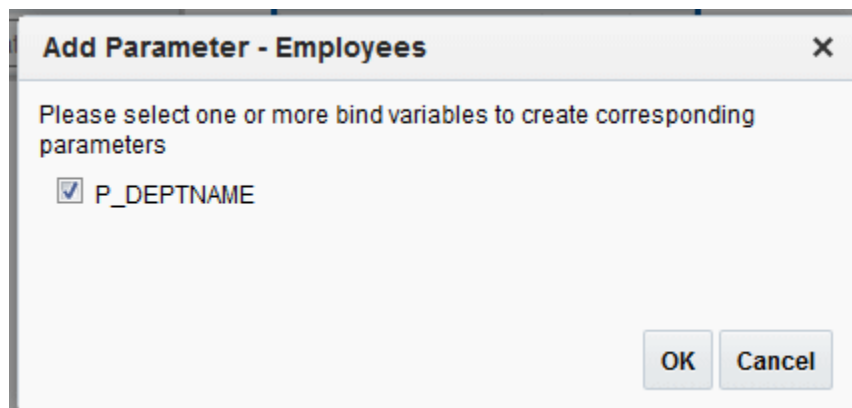 Add Parameter - Employees
Please select one or more bind variables to create corresponding
parameters
P_DEPTNAME
OK Cancel